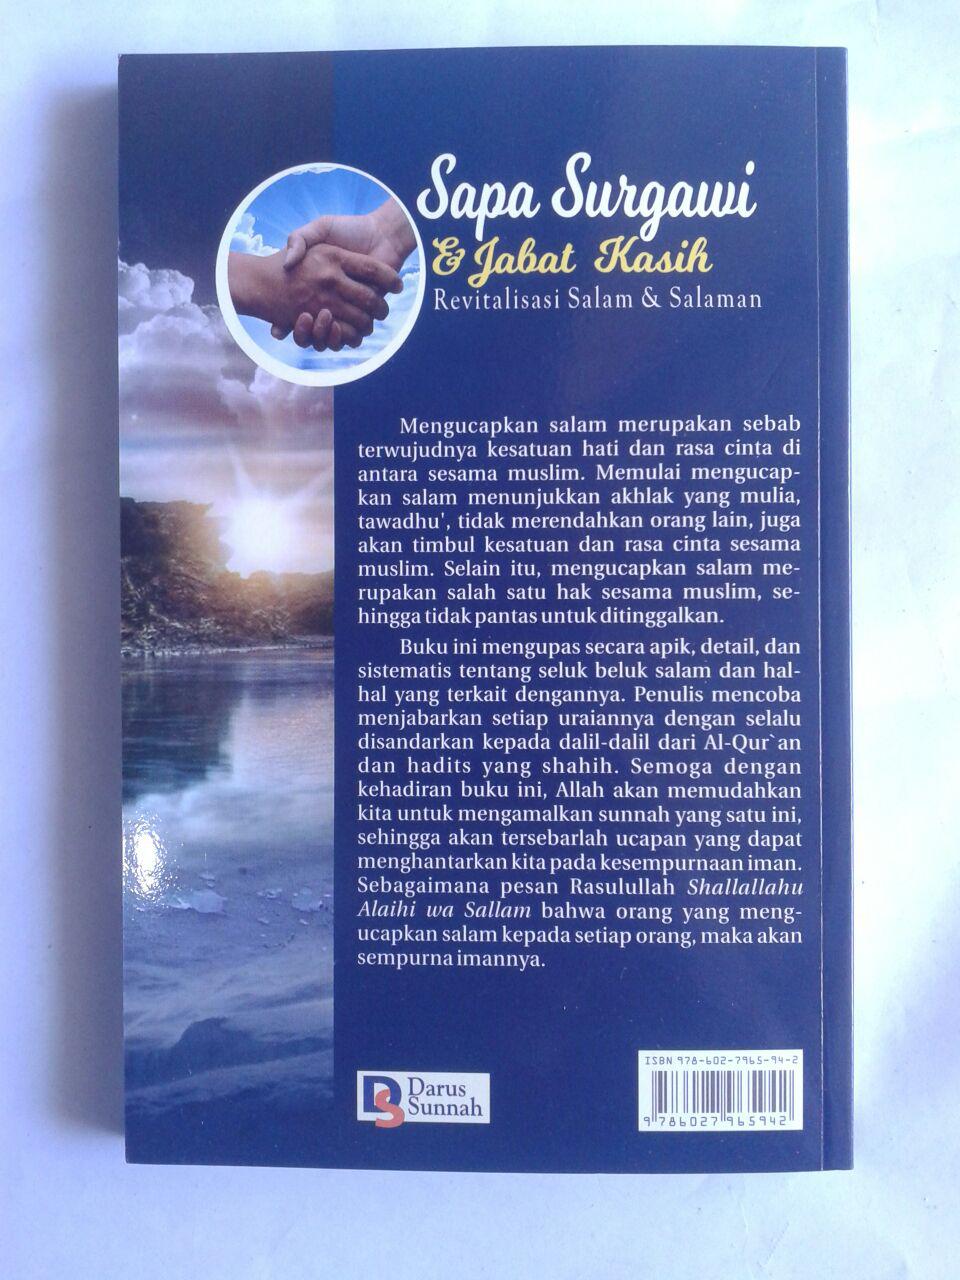 Sapa Surgawi
& Jabat Kasih
Revitalisasi Salam & Salaman
Mengucapkan salam merupakan sebab
terwujudnya kesatuan hati dan rasa cinta di
antara sesama muslim. Memulai mengucap-
kan salam menunjukkan akhlak yang mulia,
tawadhu', tidak merendahkan orang lain, juga
akan timbul kesatuan dan rasa cinta sesama
muslim. Selain itu, mengucapkan salam me-
rupakan salah satu hak sesama muslim, se-
hingga tidak pantas untuk ditinggalkan.
Buku ini mengupas secara apik, detail, dan
sistematis tentang seluk beluk salam dan hal-
hal yang terkait dengannya. Penulis mencoba
menjabarkan setiap uraiannya dengan selalu
disandarkan kepada dalil-dalil dari Al-Qur`an
dan hadits yang shahih. Semoga dengan
kehadiran buku ini, Allah akan memudahkan
kita untuk mengamalkan sunnah yang satu ini,
sehingga akan tersebarlah ucapan yang dapat
menghantarkan kita pada kesempurnaan iman.
Sebagaimana pesan Rasulullah Shallallahu
Alaihi wa Sallam bahwa orang yang meng-
ucapkan salam kepada setiap orang, maka akan
sempurna imannya.
DS
Darus
Sunnah
ISBN 978-602-7965-94-2
9 786027 965942